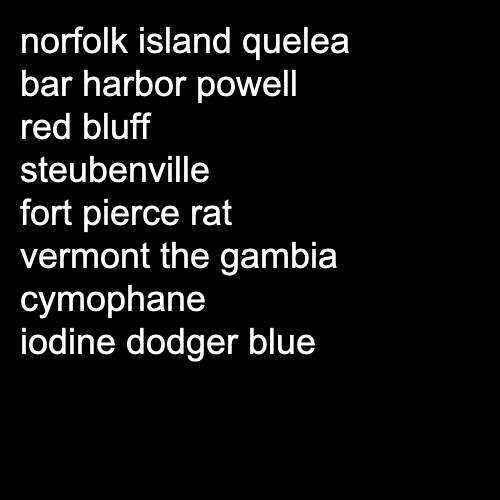 norfolk island quelea
bar harbor powell
red bluff
steubenville
fort pierce rat
vermont the gambia
cymophane
iodine dodger blue